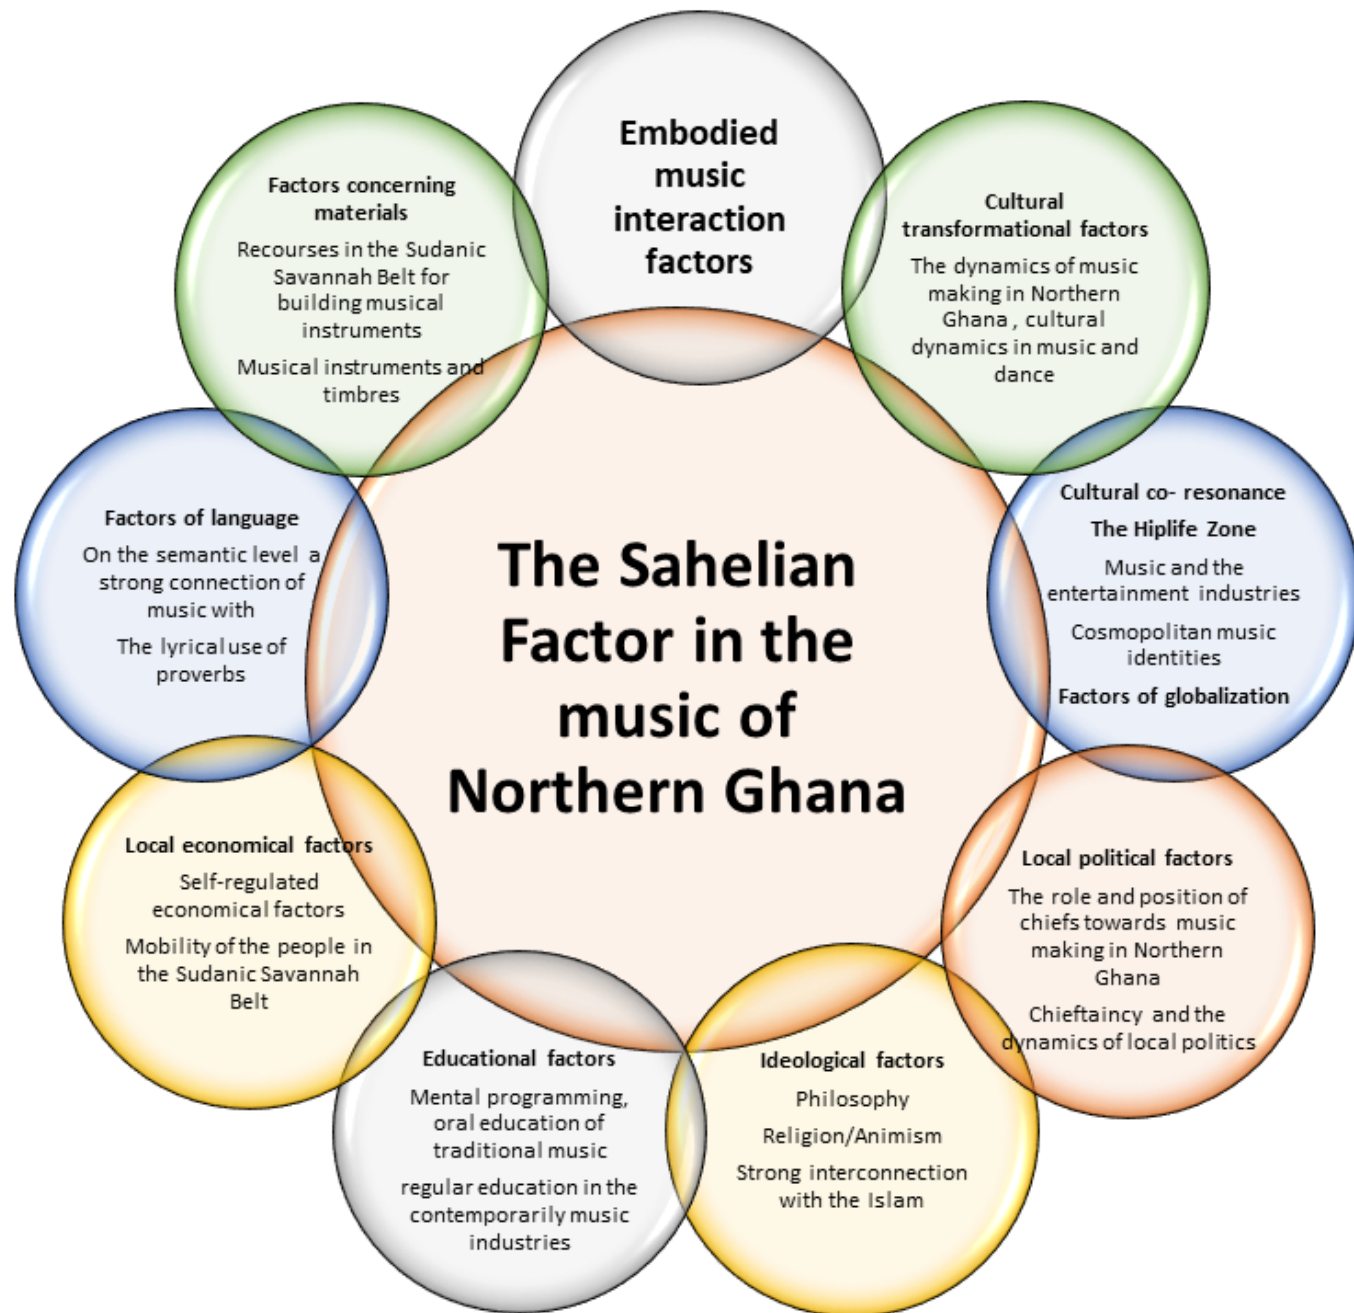 Embodied
music
interaction
factors
Cultural
transformational factors
The dynamics of music
making in Northern
Ghana , cultural
dynamics in music and
dance
Cultural co- resonance
The Hiplife Zone
Music and the
entertainment industries
Cosmopolitan music
identities
Factors of globalization
Local political factors
The role and position of
chiefs towards music
making in Northern
Ghana
Chieftaincy and the
dynamics of local politics
Ideological factors
Philosophy
Religion/Animism
Strong interconnection
with the Islam
Educational factors
Mental programming,
oral education of
traditional music
regular education in the
contemporarily music
industries
Local economical factors
Self-regulated
economical factors
Mobility of the people in
the Sudanic Savannah
Belt
Factors of language
On the semantic level a
strong connection of
music with
The lyrical use of
proverbs
Factors concerning
materials
Recourses in the Sudanic
Savannah Belt for
building musical
instruments
Musical instruments and
timbres
The Sahelian
Factor in the
music of
Northern Ghana